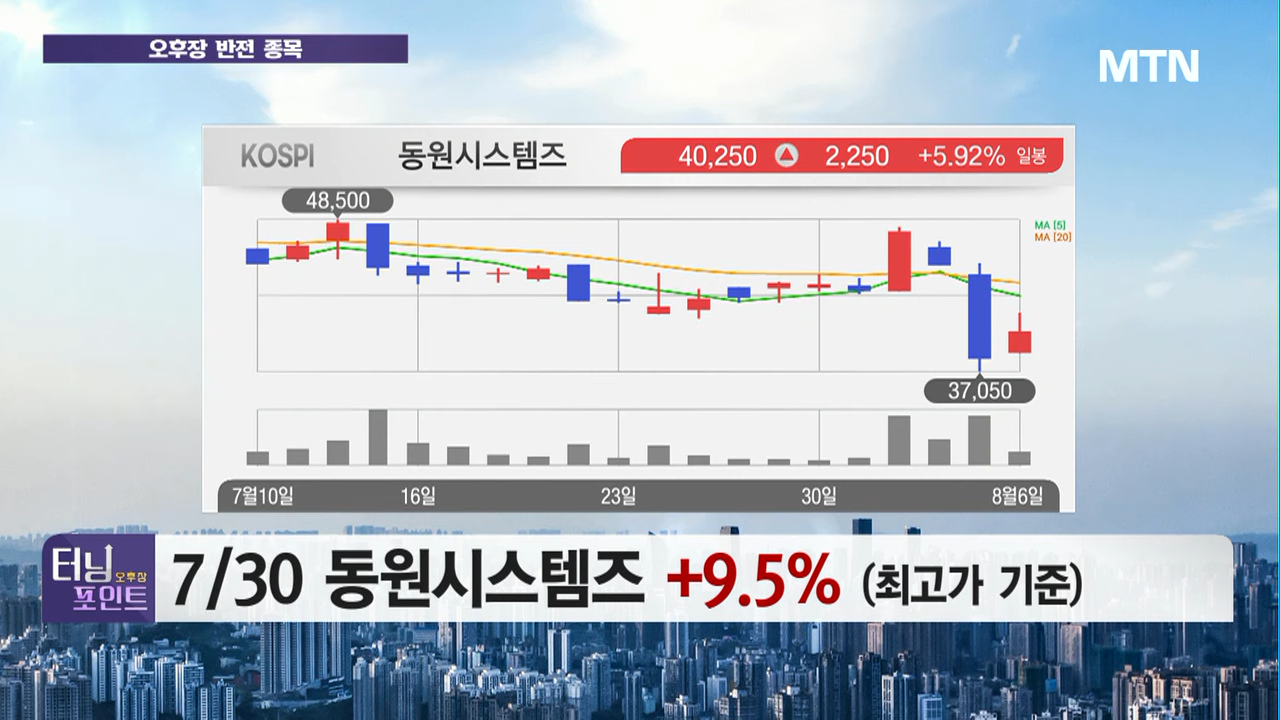 오후장 반전 종목
MTN
KOSPI 동원시스템즈 40,250 ▲ 2,250 +5.92% 일봉
48,500
MA [5]
MA [20]
37,050
7월10일 16일 23일 30일 8월6일
터닝 오후장
포인트
7/30 동원시스템즈 +9.5% (최고가 기준)